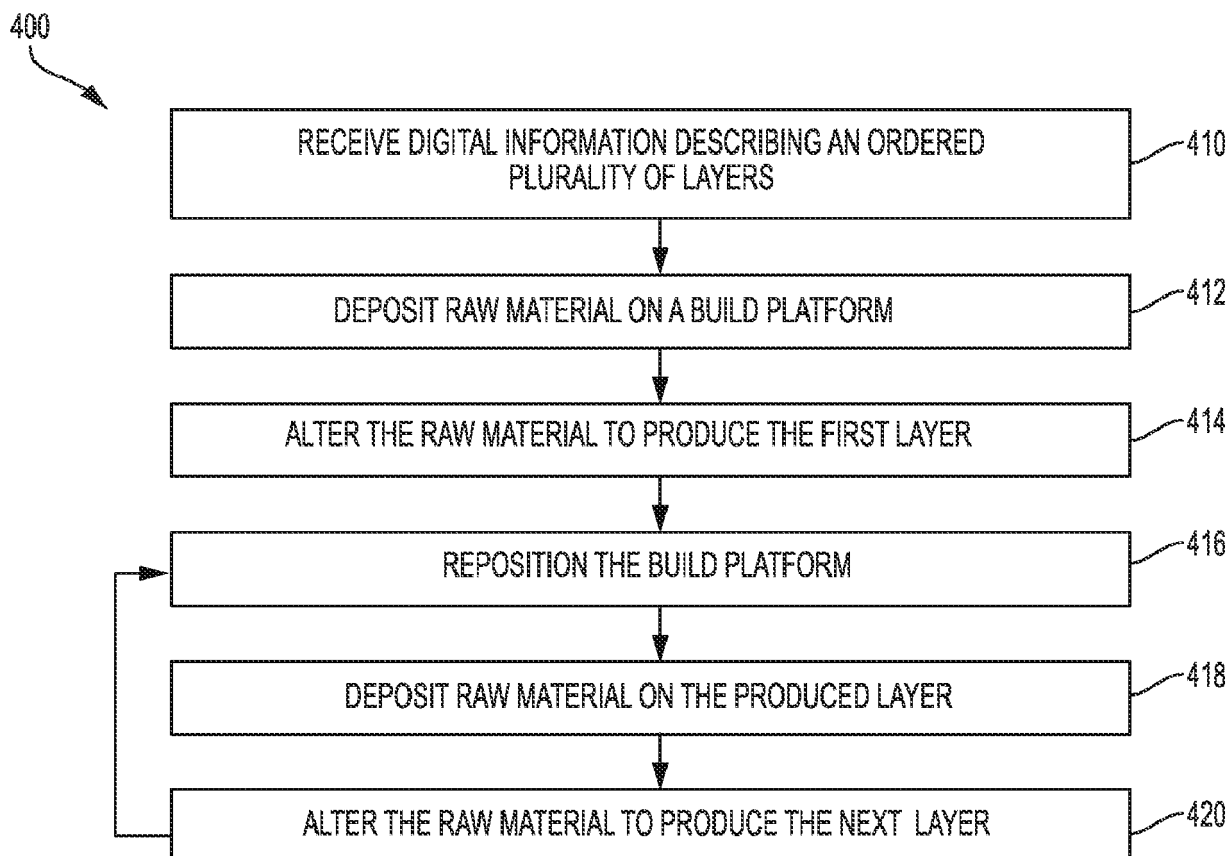 400
RECEIVE DIGITAL INFORMATION DESCRIBING AN ORDERED
PLURALITY OF LAYERS
410
DEPOSIT RAW MATERIAL ON A BUILD PLATFORM
412
ALTER THE RAW MATERIAL TO PRODUCE THE FIRST LAYER
414
REPOSITION THE BUILD PLATFORM
416
DEPOSIT RAW MATERIAL ON THE PRODUCED LAYER
418
ALTER THE RAW MATERIAL TO PRODUCE THE NEXT LAYER
420